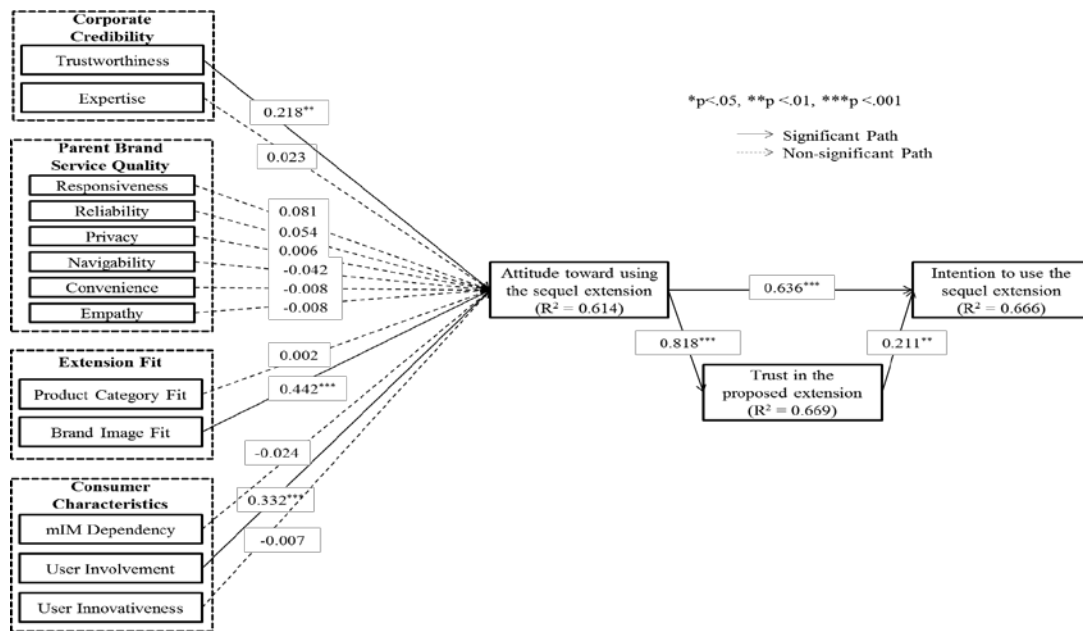 Corporate
Credibility
Trustworthiness
Expertise
0.218**
0.023
*p<.05, **p <.01, ***p <.001
Significant Path
Non-significant Path
Parent Brand
Service Quality
Responsiveness
Reliability
Privacy
Navigability
Convenience
Empathy
0.081
0.054
0.006
-0.042
-0.008
-0.008
Attitude toward using
the sequel extension
(R² = 0.614)
0.636***
Intention to use the
sequel extension
(R² = 0.666)
0.818***
0.211**
Trust in the
proposed extension
(R² = 0.669)
Extension Fit
Product Category Fit
Brand Image Fit
0.002
0.442***
Consumer
Characteristics
mIM Dependency
User Involvement
User Innovativeness
-0.024
0.332***
-0.007